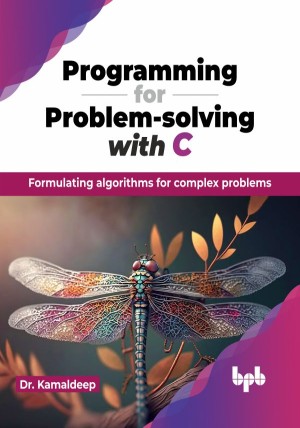 Programming
for
Problem-solving
with C
Formulating algorithms for complex problems
Dr. Kamaldeep
bpb